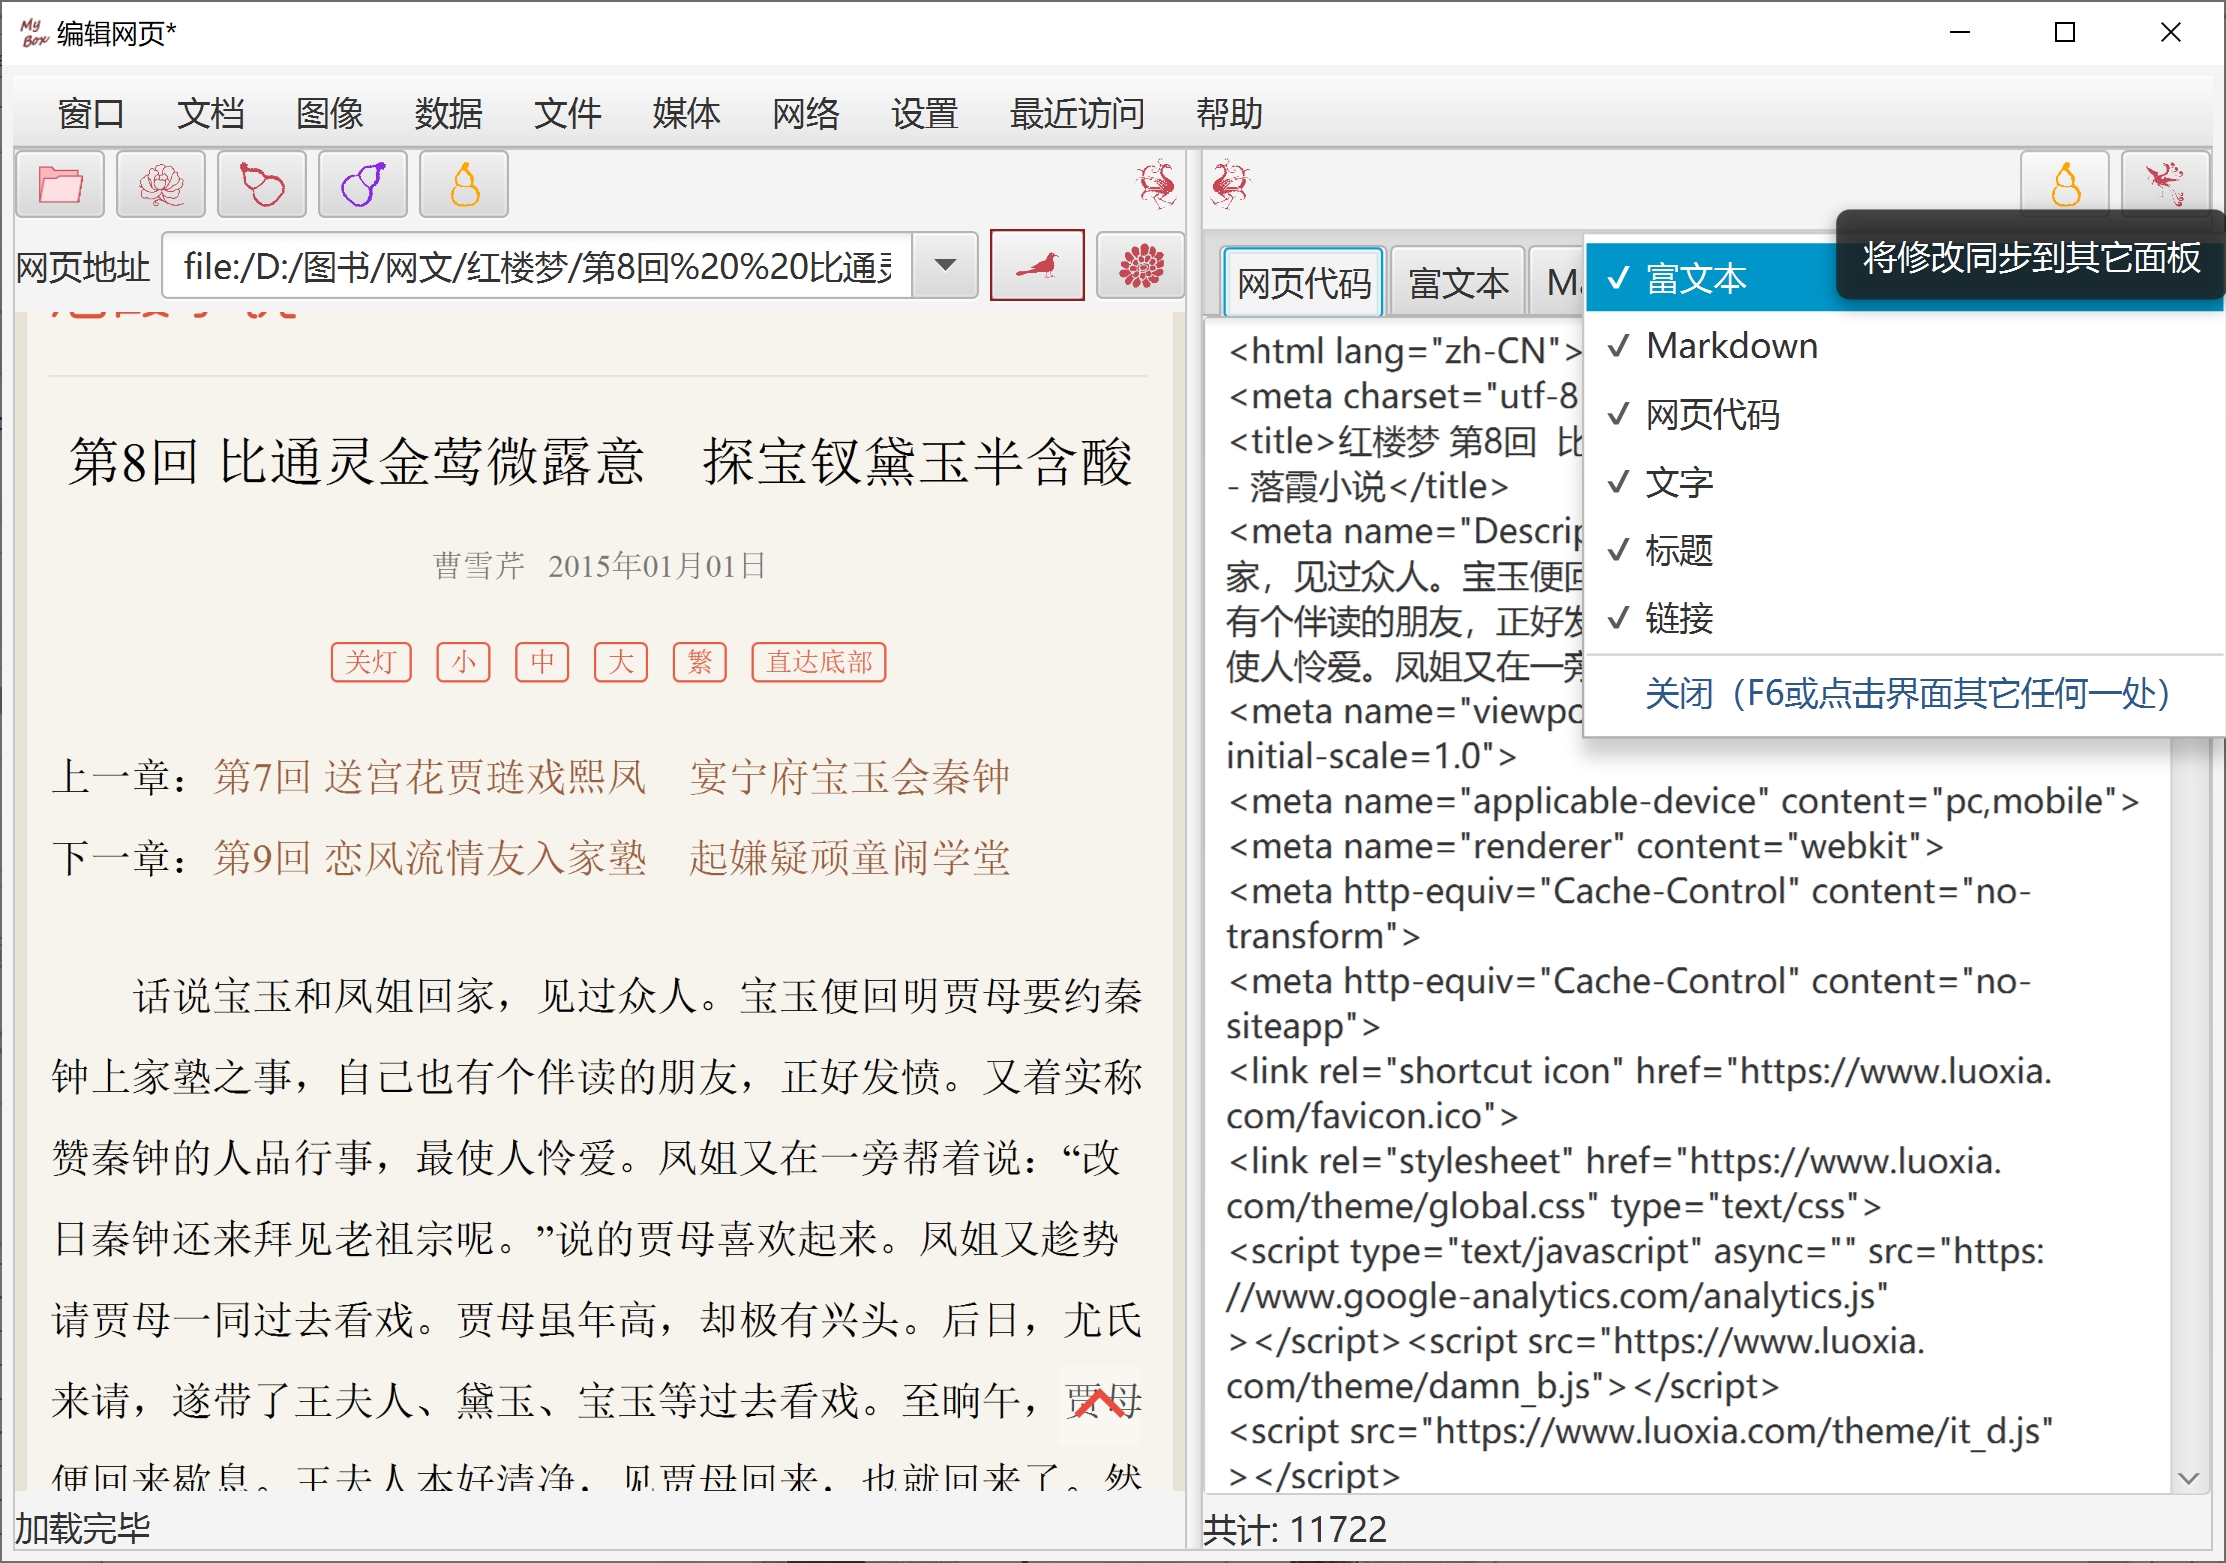 My Box 编辑网页*
窗口 文档 图像 数据 文件 媒体 网络 设置 最近访问 帮助
网页地址 file:/D:/图书/网文/红楼梦/第8回%20%20比通灵
第8回 比通灵金莺微露意　探宝钗黛玉半含酸
曹雪芹 2015年01月01日
关灯 小 中 大 繁 直达底部
上一章：第7回 送宫花贾琏戏熙凤　宴宁府宝玉会秦钟
下一章：第9回 恋风流情友入家塾　起嫌疑顽童闹学堂
话说宝玉和凤姐回家，见过众人。宝玉便回明贾母要约秦
钟上家塾之事，自己也有个伴读的朋友，正好发愤。又着实称
赞秦钟的人品行事，最使人怜爱。凤姐又在一旁帮着说：“改
日秦钟还来拜见老祖宗呢。”说的贾母喜欢起来。凤姐又趁势
请贾母一同过去看戏。贾母虽年高，却极有兴头。后日，尤氏
来请，遂带了王夫人、黛玉、宝玉等过去看戏。至晌午，贾母
便回来歇息。王夫人本好清净，见贾母回来，也就回来了。然
加载完毕
网页代码 富文本 Ma
<html lang="zh-CN">
<meta charset="utf-8
<title>红楼梦 第8回  比
- 落霞小说</title>
<meta name="Descrip
家，见过众人。宝玉便回
有个伴读的朋友，正好发
使人怜爱。凤姐又在一旁
<meta name="viewpo
initial-scale=1.0">
<meta name="applicable-device" content="pc,mobile">
<meta name="renderer" content="webkit">
<meta http-equiv="Cache-Control" content="no-
transform">
<meta http-equiv="Cache-Control" content="no-
siteapp">
<link rel="shortcut icon" href="https://www.luoxia.
com/favicon.ico">
<link rel="stylesheet" href="https://www.luoxia.
com/theme/global.css" type="text/css">
<script type="text/javascript" async="" src="https:
//www.google-analytics.com/analytics.js"
></script><script src="https://www.luoxia.
com/theme/damn_b.js"></script>
<script src="https://www.luoxia.com/theme/it_d.js"
></script>
共计: 11722
将修改同步到其它面板
✓ 富文本
✓ Markdown
✓ 网页代码
✓ 文字
✓ 标题
✓ 链接
关闭（F6或点击界面其它任何一处）